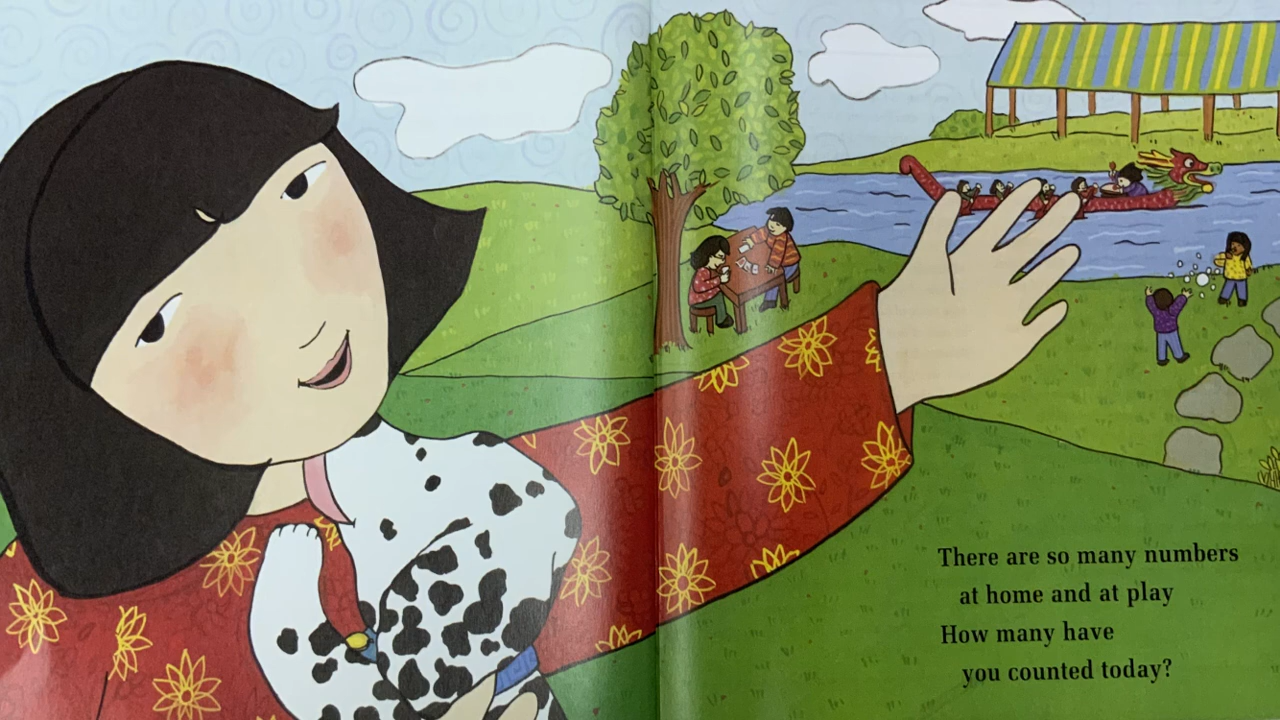 There are so many numbers
at home and at play
How many have
you counted today?